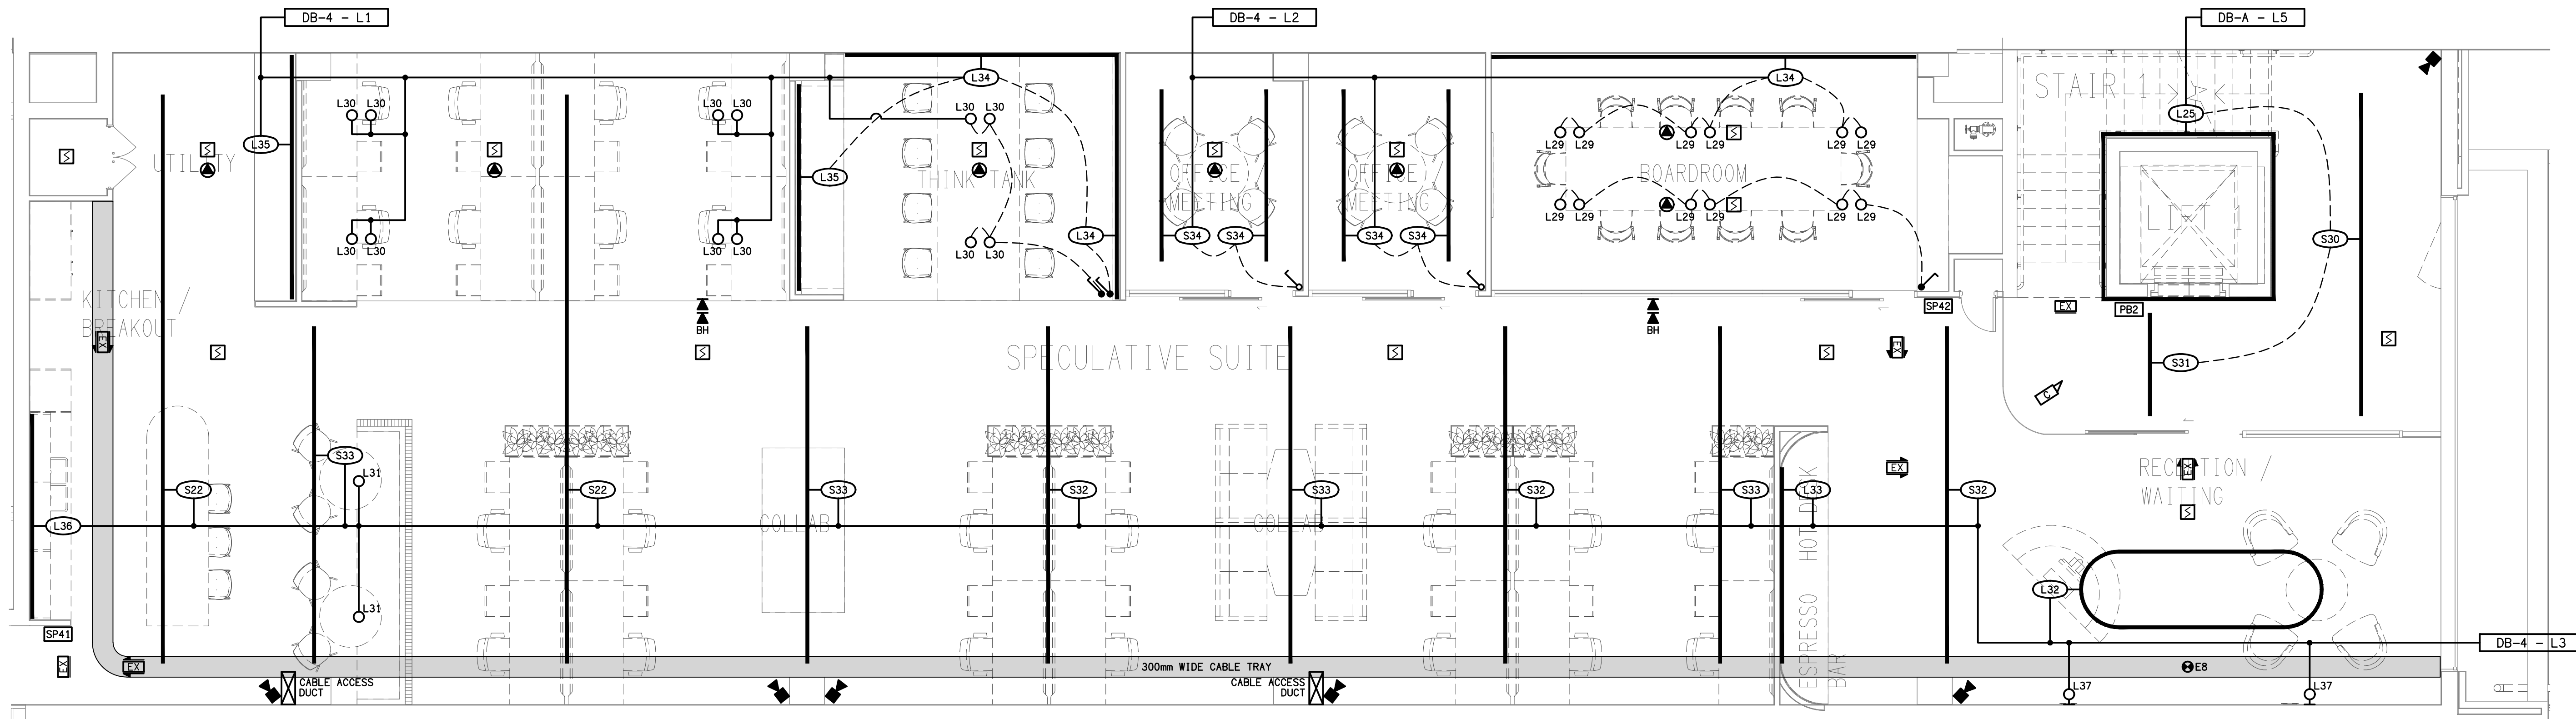 DB-4 - L1
DB-4 - L2
DB-A - L5
STAIR 1
L34
L34
L30 L30
L30 L30
L30 L30
L25
L35
L29 L29
L29 L29
L29 L29
UTILITY
L35
THINK TANK
OFFICE /
MEETING
OFFICE /
MEETING
BOARDROOM
L29 L29
L29 L29
L29 L29
LIFT 1
L34
S34
S34
S34
S34
S30
L30 L30
L30 L30
L30 L30
KITCHEN /
BREAKOUT
BH
BH
SP42
EX
PB2
EX
EX
SPECULATIVE SUITE
S31
C
S33
L31
EX
EX
RECEPTION /
WAITING
S22
S22
S33
S32
S33
S32
S33
L33
S32
L36
COLLAB
COLLAB
HOT DESK
ESPRESSO
BAR
L32
L31
SP41
DB-4 - L3
EX
EX
300mm WIDE CABLE TRAY
E8
CABLE ACCESS
DUCT
CABLE ACCESS
DUCT
L37
L37